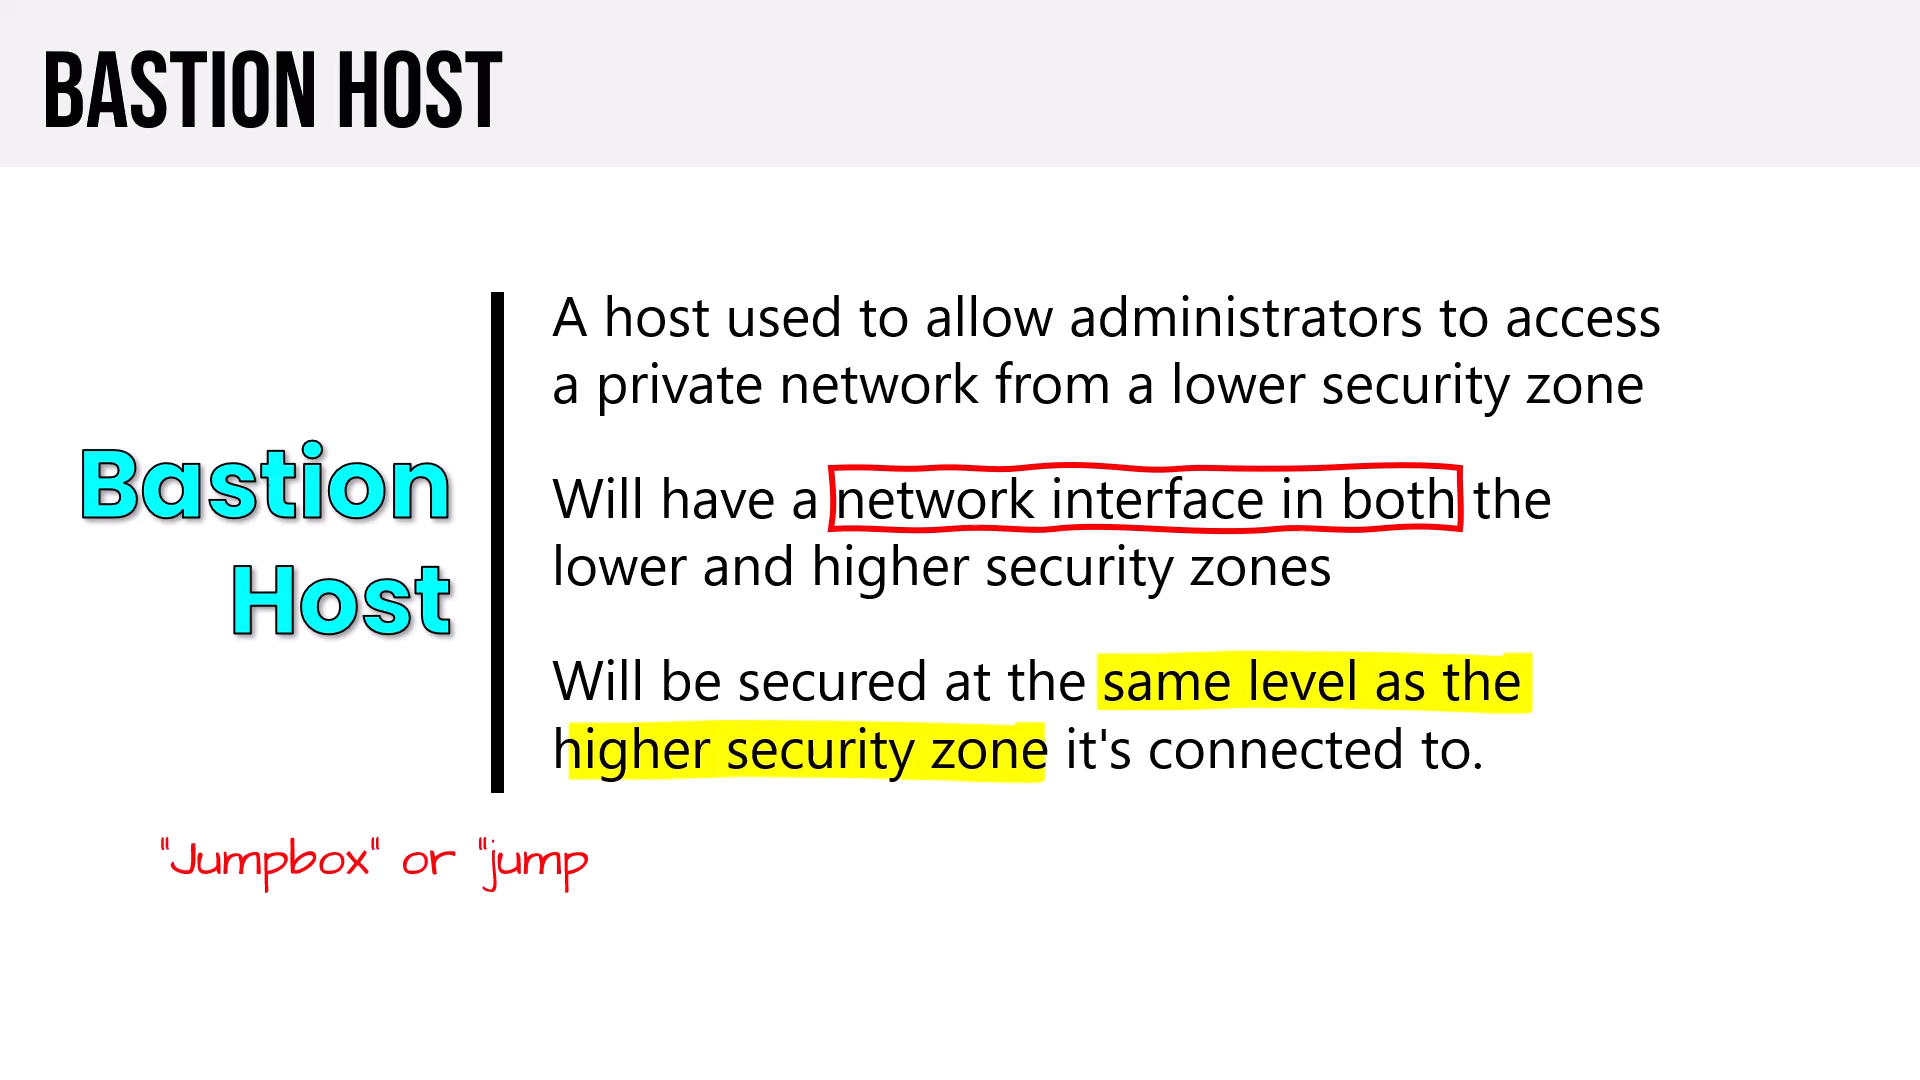 BASTION HOST
Bastion
Host
A host used to allow administrators to access
a private network from a lower security zone
Will have a network interface in both the
lower and higher security zones
Will be secured at the same level as the
higher security zone it's connected to.
"Jumpbox" or "jump